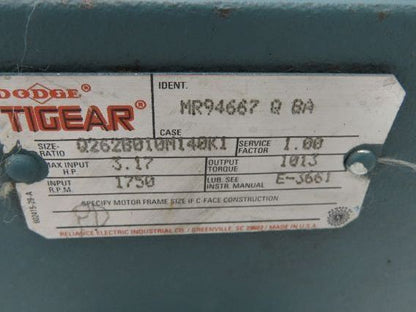 DODGE®
TIGEAR®
IDENT. MR94667 Q BA
CASE
SIZE-RATIO Q262B010M140K1 SERVICE FACTOR 1.00
MAX INPUT H.P. 3.17 OUTPUT TORQUE 1013
INPUT R.P.M. 1750 LUB. SEE INSTR. MANUAL E-3661
SPECIFY MOTOR FRAME SIZE IF C FACE CONSTRUCTION
RELIANCE ELECTRIC INDUSTRIAL CO. / GREENVILLE, SC 29602 / MADE IN U.S.A.